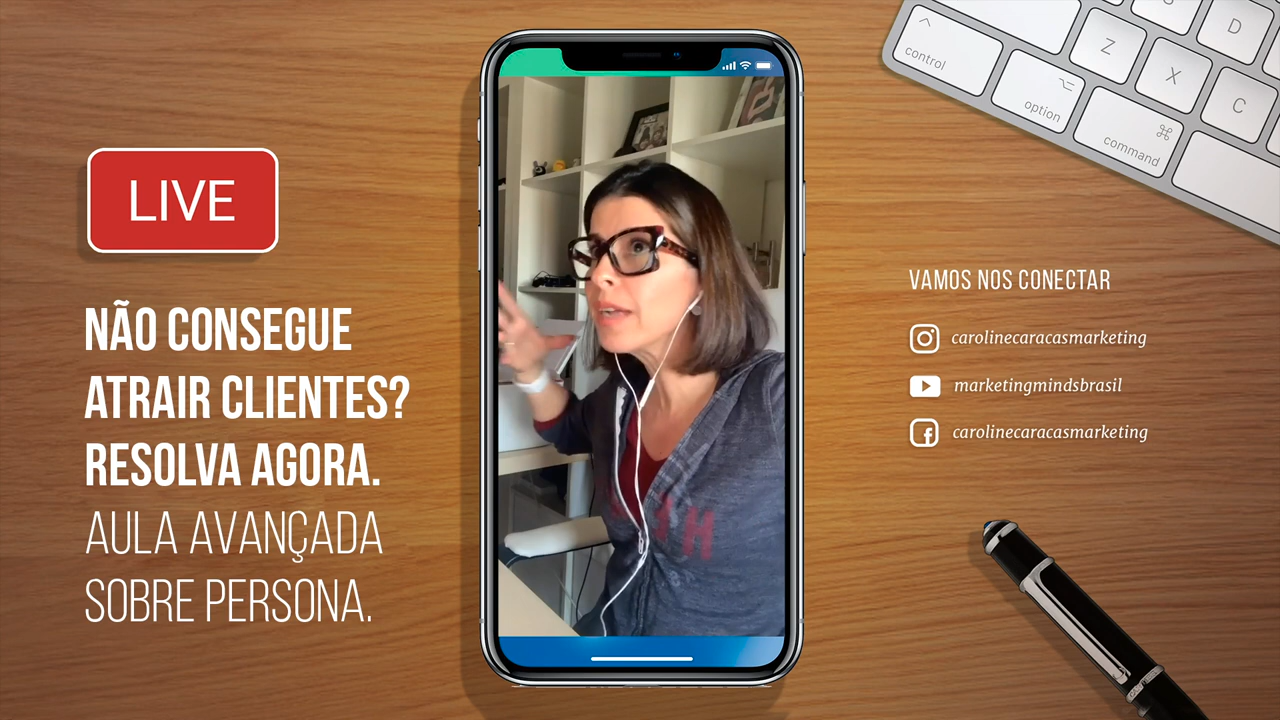 LIVE
NÃO CONSEGUE
ATRAIR CLIENTES?
RESOLVA AGORA.
AULA AVANÇADA
SOBRE PERSONA.
VAMOS NOS CONECTAR
carolinecaracasmarketing
marketingmindsbrasil
carolinecaracasmarketing
S
D
Z
X
C
control
option
command